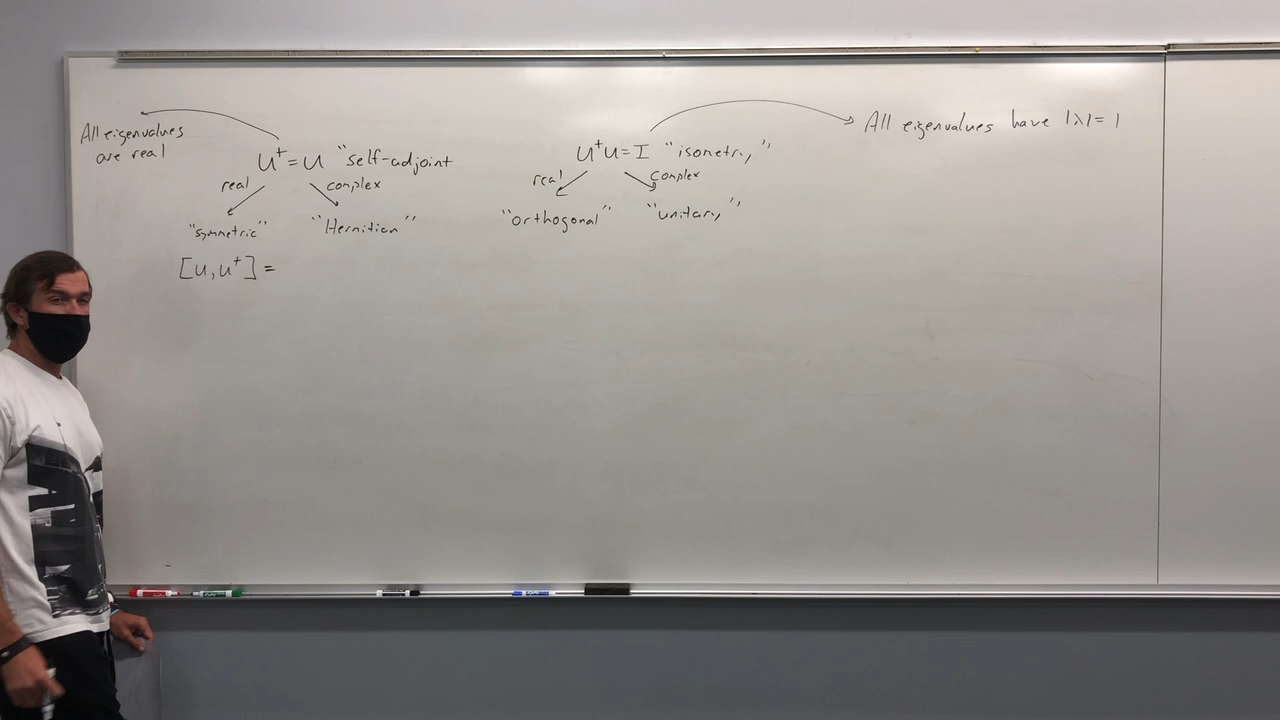 All eigenvalues
are real
U† = U "self-adjoint
real
complex
"symmetric"
"Hermitian"
[U, U†] =
U†U = I "isometry"
real
complex
"orthogonal"
"unitary"
All eigenvalues have |λ| = 1